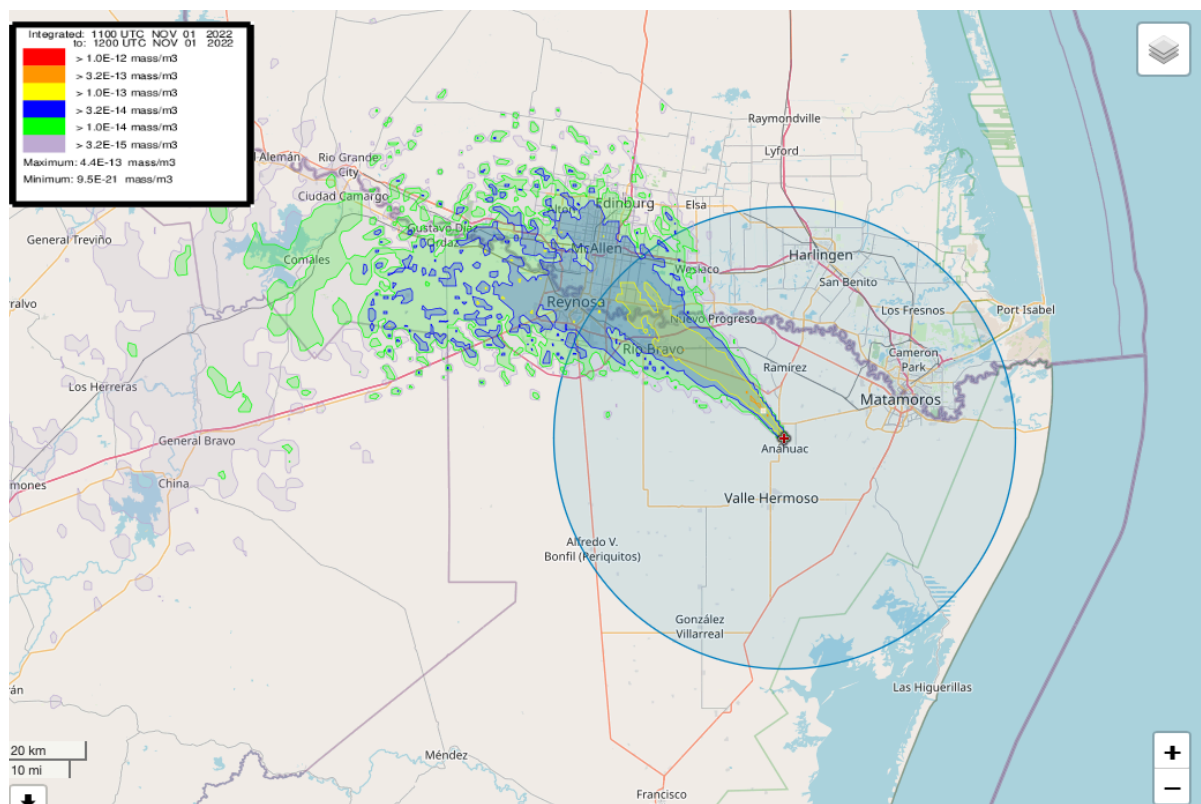 Integrated: 1100 UTC NOV 01 2022
to: 1200 UTC NOV 01 2022
> 1.0E-12 mass/m3
> 3.2E-13 mass/m3
> 1.0E-13 mass/m3
> 3.2E-14 mass/m3
> 1.0E-14 mass/m3
> 3.2E-15 mass/m3
Maximum: 4.4E-13 mass/m3
Minimum: 9.5E-21 mass/m3
Raymondville
Lyford
Alemán
Rio Grande
City
Ciudad Camargo
Edinburg
Elsa
General Treviño
Gustavo Díaz
Ordaz
McAllen
Comales
Weslaco
Harlingen
San Benito
Reynosa
Los Fresnos
Port Isabel
Nuevo Progreso
Río Bravo
Cameron
Park
Ramírez
Los Herreras
Matamoros
General Bravo
Anáhuac
China
Valle Hermoso
Alfredo V.
Bonfil (Periquitos)
González
Villarreal
Las Higuerillas
20 km
10 mi
Méndez
Francisco
+
−